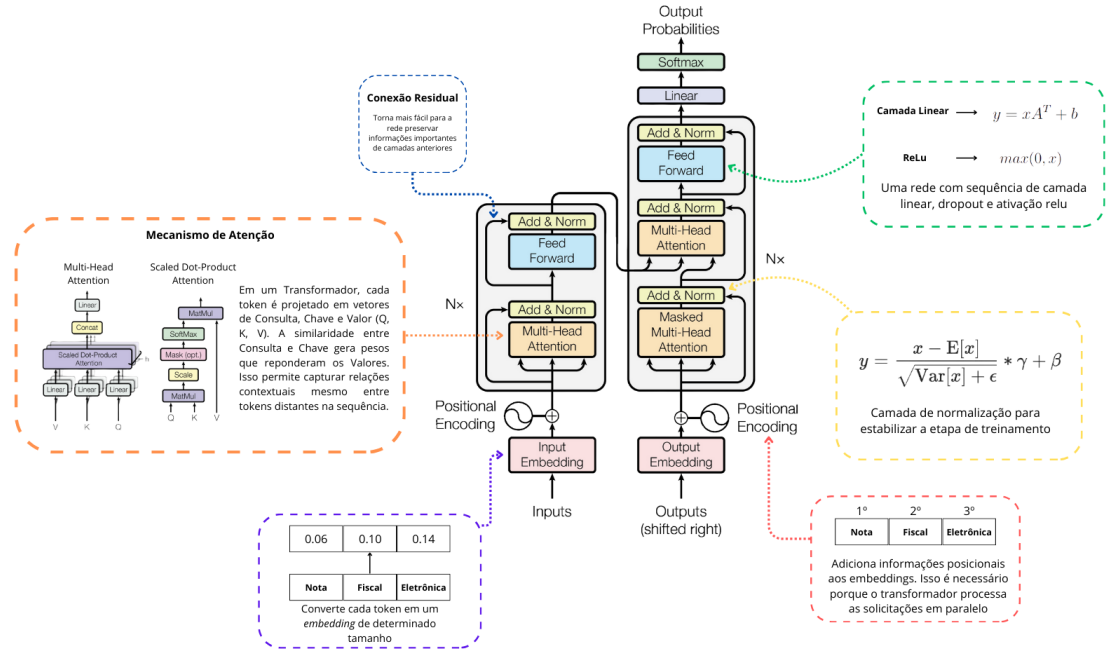 Output
Probabilities
Softmax
Linear
Add & Norm
Feed
Forward
Add & Norm
Multi-Head
Attention
Add & Norm
Masked
Multi-Head
Attention
Nx
Positional
Encoding
Output
Embedding
Outputs
(shifted right)
Add & Norm
Feed
Forward
Nx
Add & Norm
Multi-Head
Attention
Positional
Encoding
Input
Embedding
Inputs
Conexão Residual
Torna mais fácil para a
rede preservar
informações importantes
de camadas anteriores
Mecanismo de Atenção
Multi-Head
Attention
Linear
Concat
Scaled Dot-Product
Attention
h
Linear
Linear
Linear
V
K
Q
Scaled Dot-Product
Attention
MatMul
SoftMax
Mask (opt.)
Scale
MatMul
Q K V
Em um Transformador, cada
token é projetado em vetores
de Consulta, Chave e Valor (Q,
K, V). A similaridade entre
Consulta e Chave gera pesos
que reponderam os Valores.
Isso permite capturar relações
contextuais mesmo entre
tokens distantes na sequência.
0.06 0.10 0.14
Nota Fiscal Eletrônica
Converte cada token em um
embedding de determinado
tamanho
Camada Linear → y = xA^T + b
ReLu → max(0, x)
Uma rede com sequência de camada
linear, dropout e ativação relu
y = (x − E[x]) / √(Var[x] + ϵ) * γ + β
Camada de normalização para
estabilizar a etapa de treinamento
1º 2º 3º
Nota Fiscal Eletrônica
Adiciona informações posicionais
aos embeddings. Isso é necessário
porque o transformador processa
as solicitações em paralelo